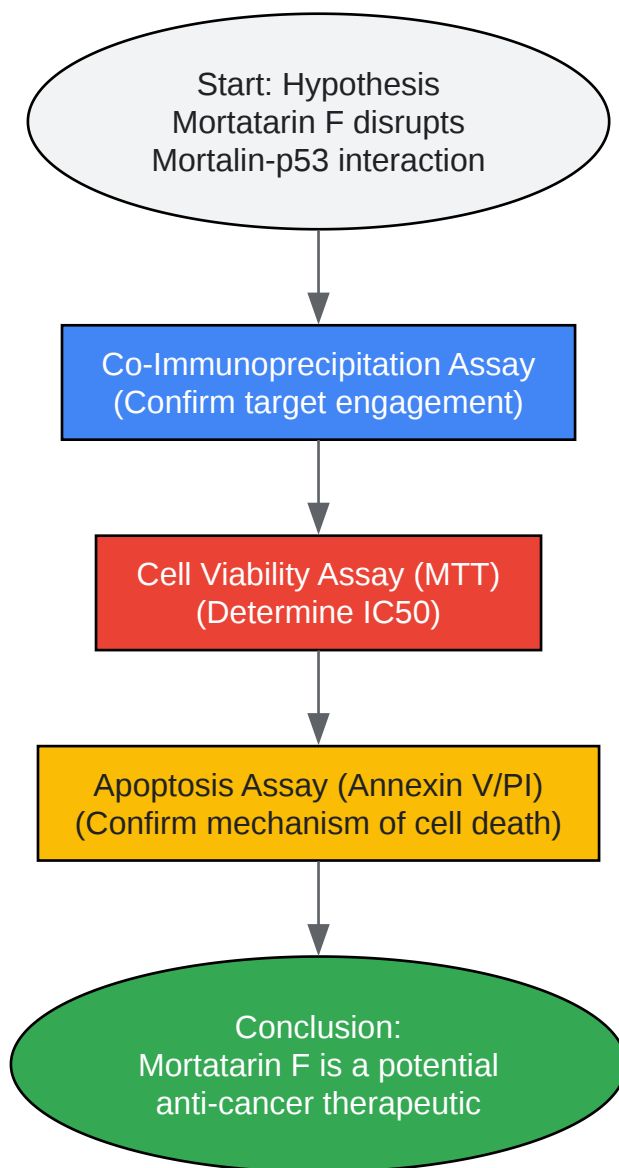 Start: Hypothesis
Mortatarin F disrupts
Mortalin-p53 interaction
Co-Immunoprecipitation Assay
(Confirm target engagement)
Cell Viability Assay (MTT)
(Determine IC50)
Apoptosis Assay (Annexin V/PI)
(Confirm mechanism of cell death)
Conclusion:
Mortatarin F is a potential
anti-cancer therapeutic